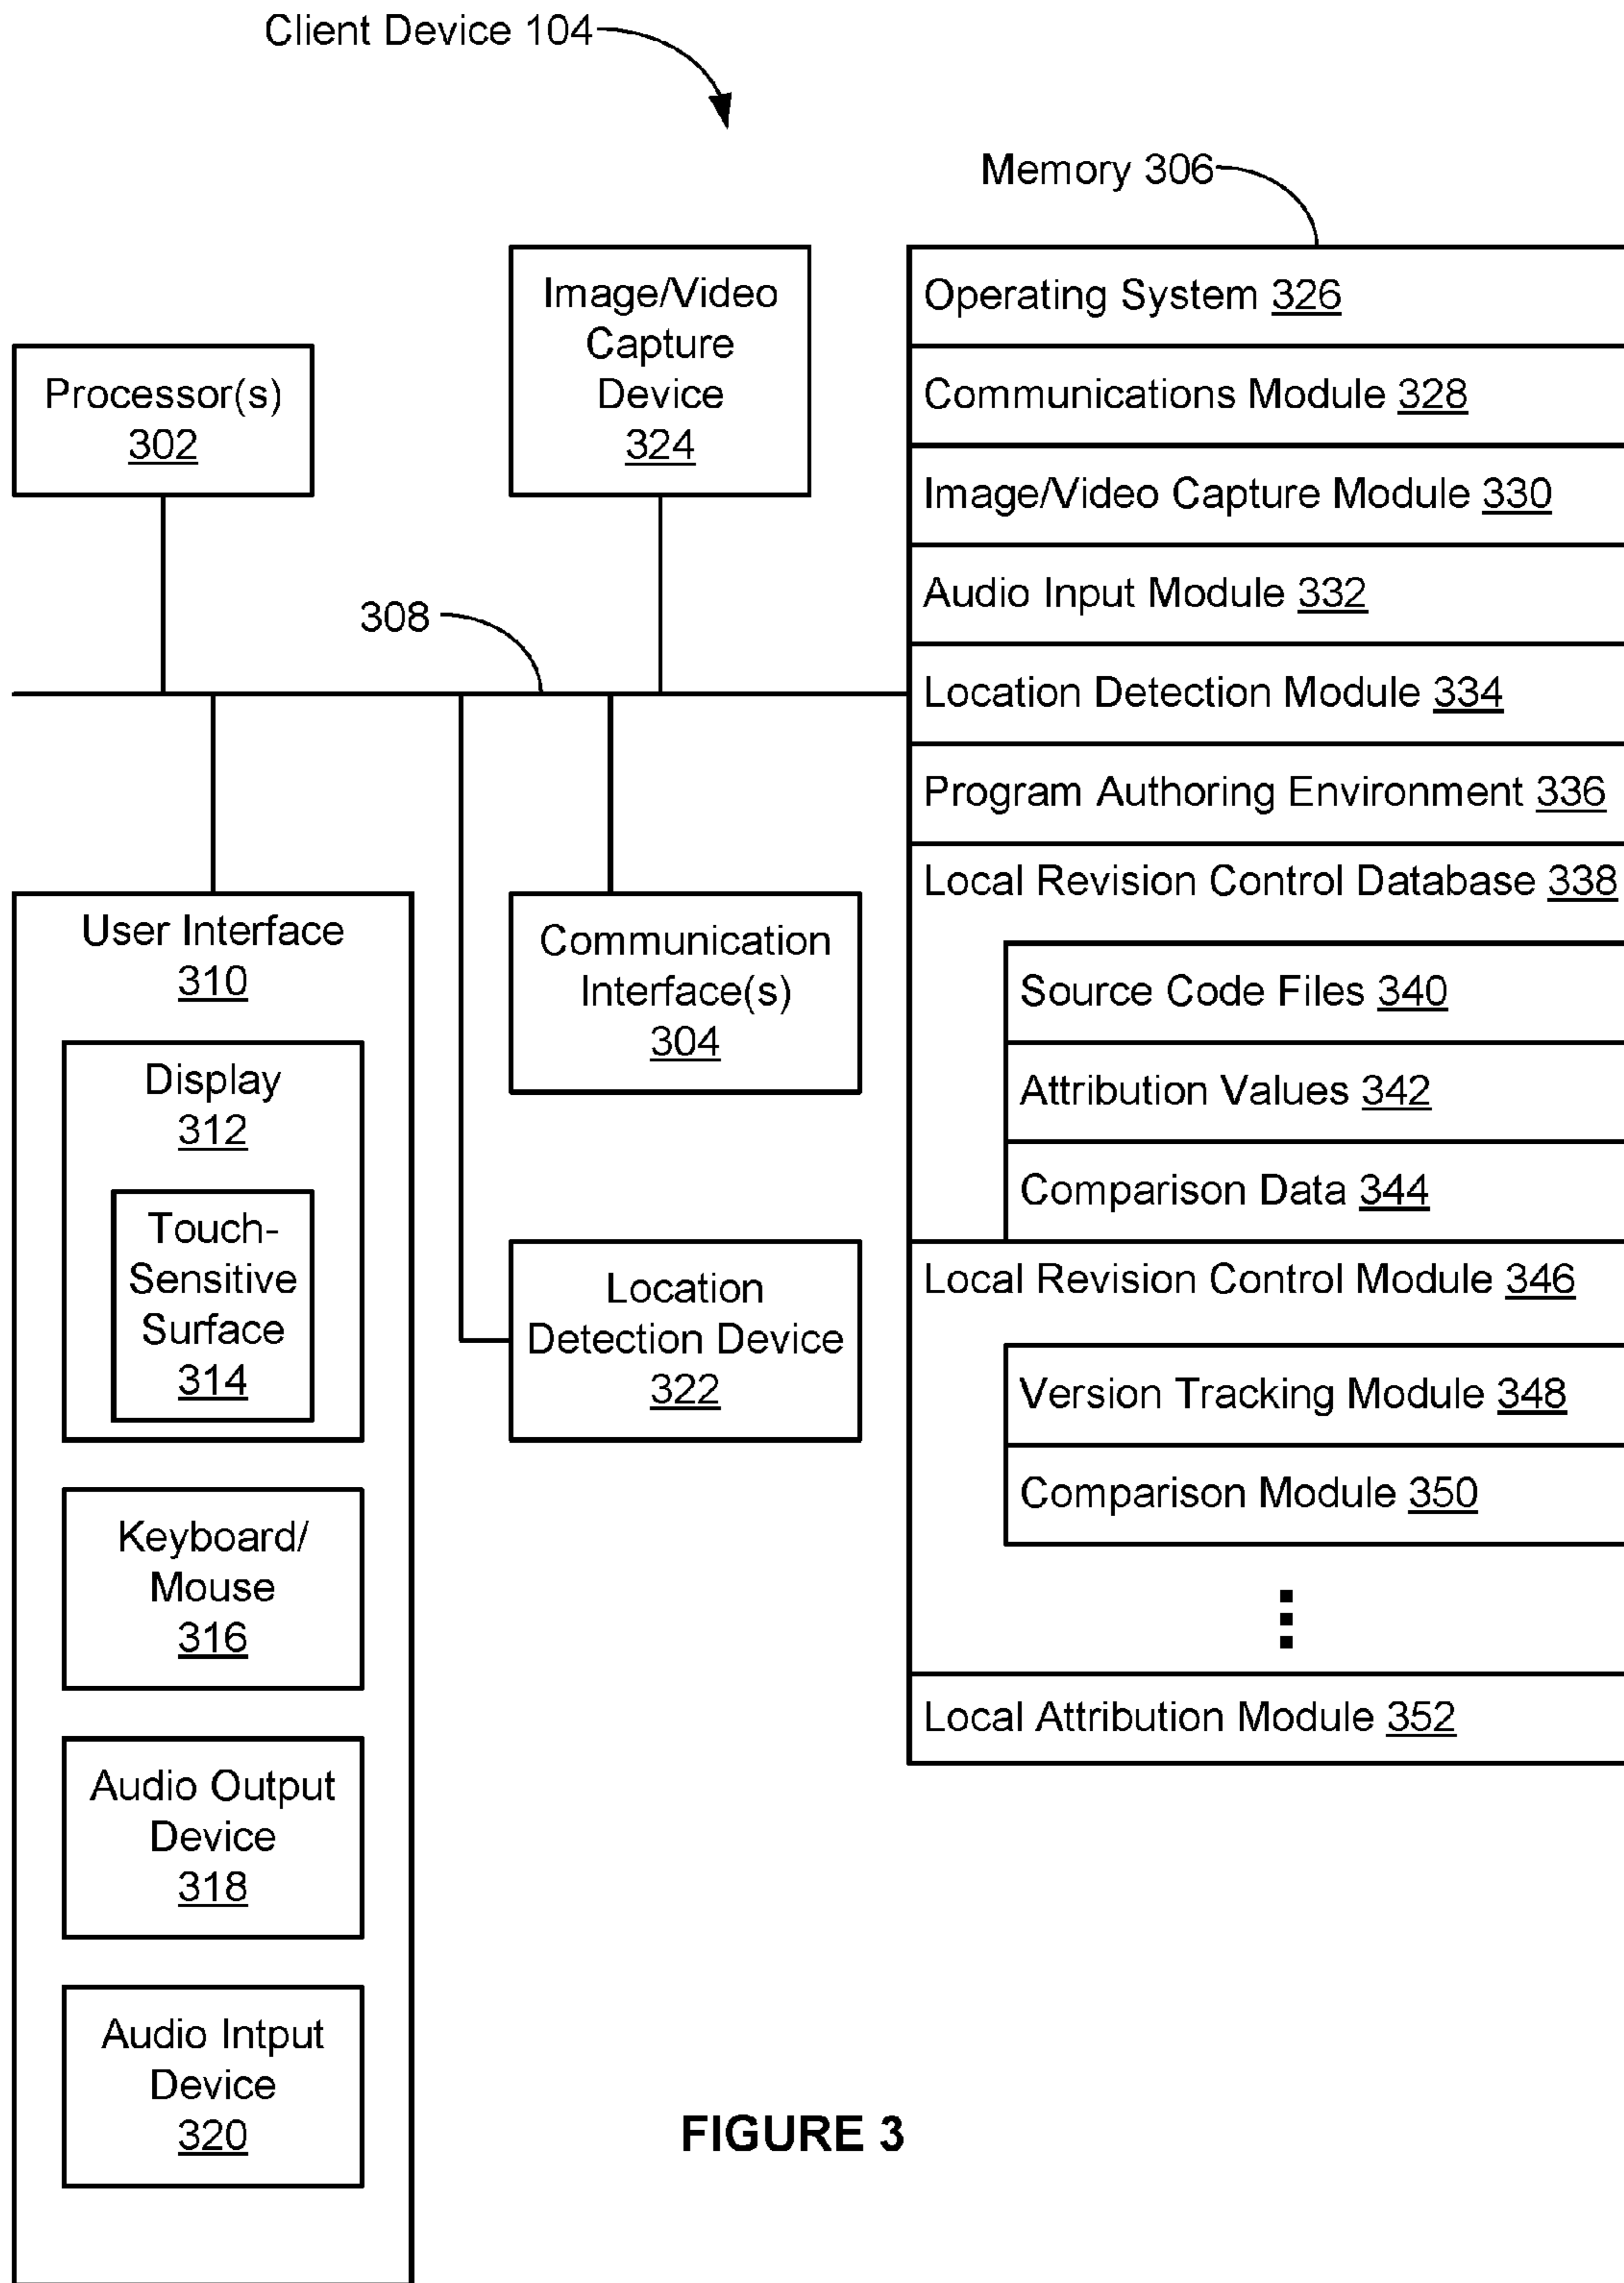 Client Device 104
Memory 306
Image/Video
Capture
Device
324
Processor(s)
302
308
User Interface
310
Display
312
Touch-
Sensitive
Surface
314
Keyboard/
Mouse
316
Audio Output
Device
318
Audio Intput
Device
320
Communication
Interface(s)
304
Location
Detection Device
322
Operating System 326
Communications Module 328
Image/Video Capture Module 330
Audio Input Module 332
Location Detection Module 334
Program Authoring Environment 336
Local Revision Control Database 338
Source Code Files 340
Attribution Values 342
Comparison Data 344
Local Revision Control Module 346
Version Tracking Module 348
Comparison Module 350
Local Attribution Module 352
FIGURE 3